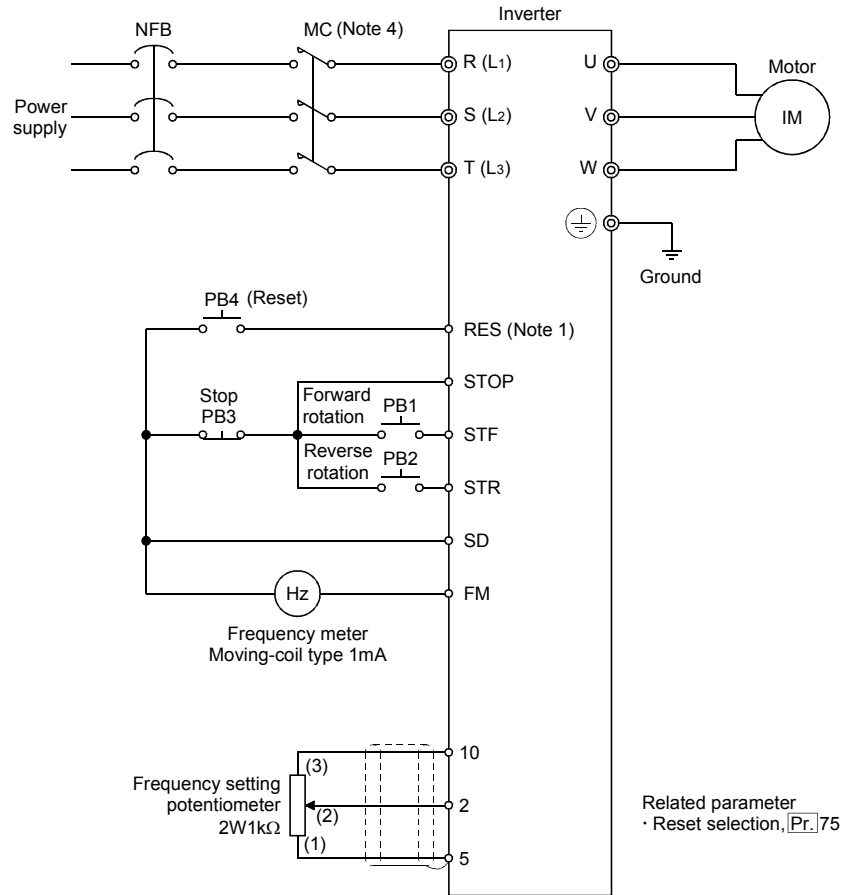 Inverter
NFB
MC (Note 4)
R (L1)
U
Motor
Power
supply
S (L2)
V
IM
T (L3)
W
Ground
PB4 (Reset)
RES (Note 1)
STOP
Stop
PB3
Forward
rotation
PB1
STF
Reverse
rotation
PB2
STR
SD
Hz
FM
Frequency meter
Moving-coil type 1mA
10
(3)
Frequency setting
potentiometer
2W1kΩ
(2)
2
(1)
5
Related parameter
· Reset selection, Pr. 75